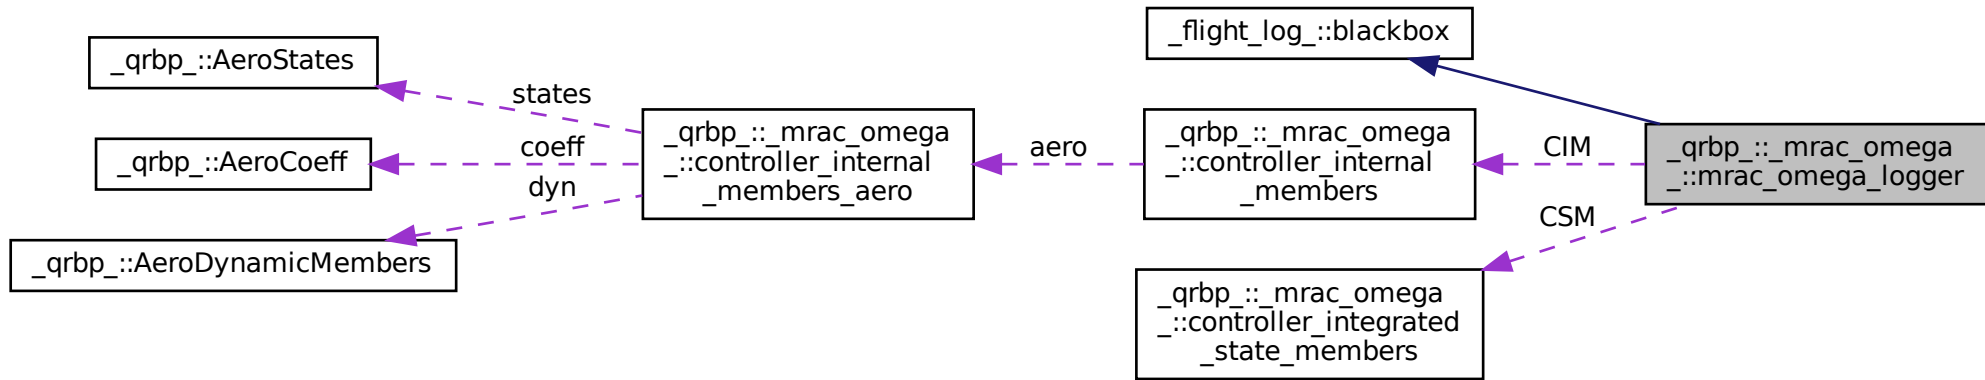 _flight_log_::blackbox
_qrbp_::AeroStates
states
_qrbp_::_mrac_omega
_::controller_internal
_members_aero
_qrbp_::AeroCoeff
coeff
dyn
_qrbp_::AeroDynamicMembers
aero
_qrbp_::_mrac_omega
_::controller_internal
_members
CIM
CSM
_qrbp_::_mrac_omega
_::mrac_omega_logger
_qrbp_::_mrac_omega
_::controller_integrated
_state_members